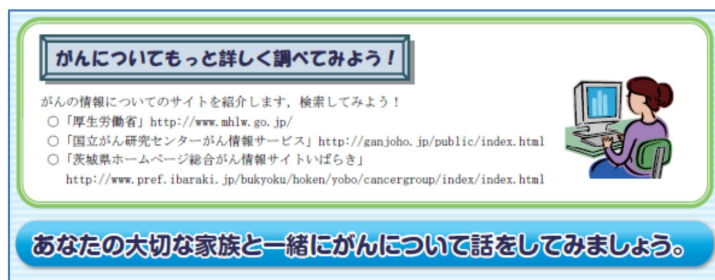 がんについてもっと詳しく調べてみよう！
がんの情報についてのサイトを紹介します，検索してみよう！
○「厚生労働省」http://www.mhlw.go.jp/
○「国立がん研究センターがん情報サービス」http://ganjoho.jp/public/index.html
○「茨城県ホームページ総合がん情報サイトいばらき」
http://www.pref.ibaraki.jp/bukyoku/hoken/yobo/cancergroup/index/index.html
あなたの大切な家族と一緒にがんについて話をしてみましょう。